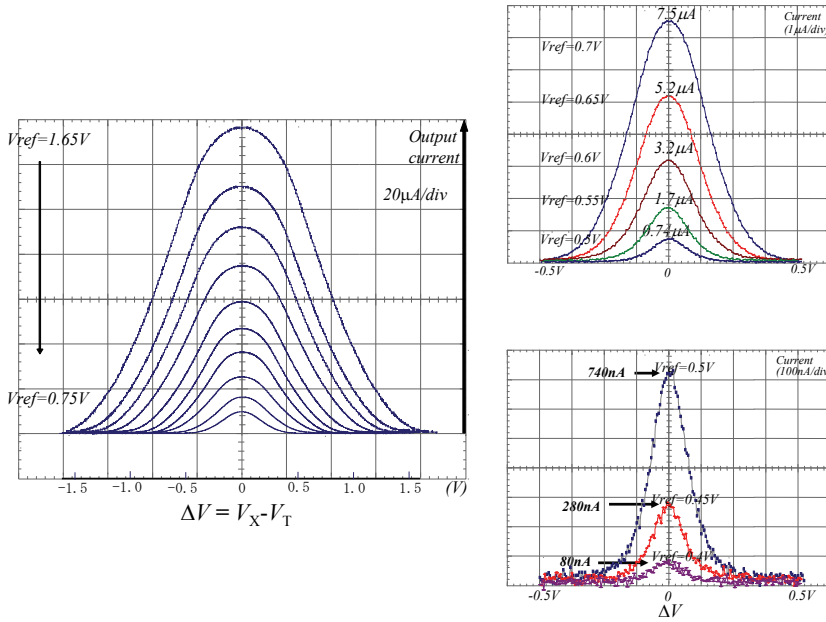 Vref=1.65V
Output
current
20μA/div
Vref=0.75V
-1.5 -1.0 -0.5 0 0.5 1.0 1.5 (V)
ΔV = VX-VT
7.5μA
Current
(1μA/div)
Vref=0.7V
5.2μA
Vref=0.65V
3.2μA
Vref=0.6V
1.7μA
Vref=0.55V
0.74μA
Vref=0.5V
-0.5V 0 0.5V
Current
(100nA/div)
Vref=0.5V
740nA
Vref=0.45V
280nA
Vref=0.4V
80nA
-0.5V 0 0.5V
ΔV